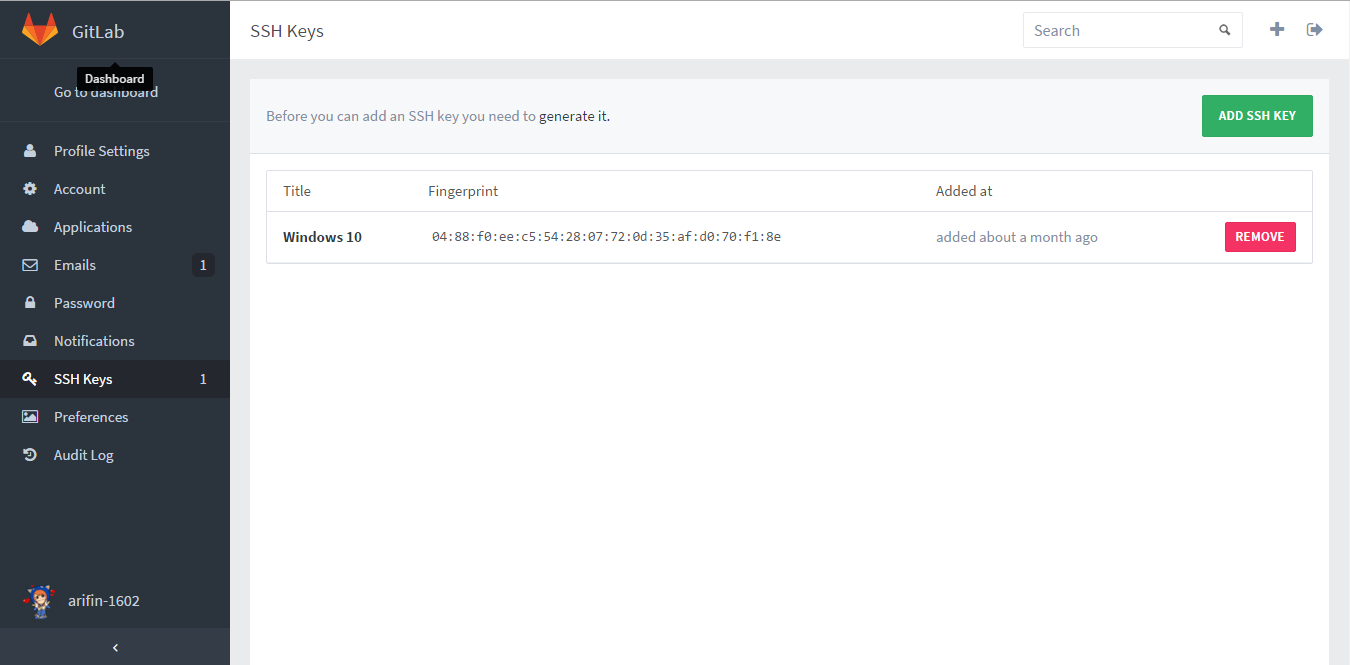 GitLab
SSH Keys
Search
Dashboard
Go to dashboard
Before you can add an SSH key you need to generate it.
ADD SSH KEY
Profile Settings
Account
Applications
Emails 1
Password
Notifications
SSH Keys 1
Preferences
Audit Log
Title Fingerprint Added at
Windows 10 04:88:f0:ee:c5:54:28:07:72:0d:35:af:d0:70:f1:8e added about a month ago REMOVE
arifin-1602